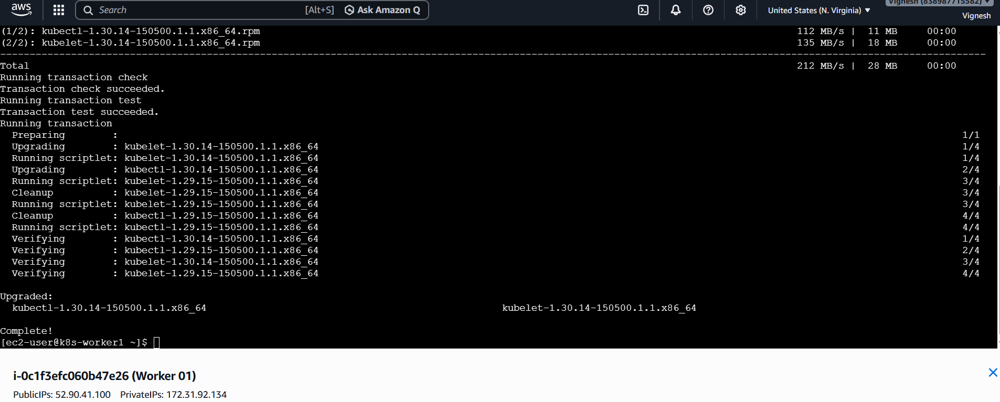 aws Search [Alt+S] Ask Amazon Q United States (N. Virginia) ▼ Vignesh (838987715582) ▼
Vignesh
(1/2): kubectl-1.30.14-150500.1.1.x86_64.rpm 112 MB/s | 11 MB 00:00
(2/2): kubelet-1.30.14-150500.1.1.x86_64.rpm 135 MB/s | 18 MB 00:00
--------------------------------------------------------------------------------
Total 212 MB/s | 28 MB 00:00
Running transaction check
Transaction check succeeded.
Running transaction test
Transaction test succeeded.
Running transaction
Preparing : 1/1
Upgrading : kubelet-1.30.14-150500.1.1.x86_64 1/4
Running scriptlet: kubelet-1.30.14-150500.1.1.x86_64 1/4
Upgrading : kubectl-1.30.14-150500.1.1.x86_64 2/4
Running scriptlet: kubelet-1.29.15-150500.1.1.x86_64 3/4
Cleanup : kubelet-1.29.15-150500.1.1.x86_64 3/4
Running scriptlet: kubelet-1.29.15-150500.1.1.x86_64 3/4
Cleanup : kubectl-1.29.15-150500.1.1.x86_64 4/4
Running scriptlet: kubectl-1.29.15-150500.1.1.x86_64 4/4
Verifying : kubectl-1.30.14-150500.1.1.x86_64 1/4
Verifying : kubectl-1.29.15-150500.1.1.x86_64 2/4
Verifying : kubelet-1.30.14-150500.1.1.x86_64 3/4
Verifying : kubelet-1.29.15-150500.1.1.x86_64 4/4
Upgraded:
kubectl-1.30.14-150500.1.1.x86_64 kubelet-1.30.14-150500.1.1.x86_64
Complete!
[ec2-user@k8s-worker1 ~]$
i-0c1f3efc060b47e26 (Worker 01)
PublicIPs: 52.90.41.100 PrivateIPs: 172.31.92.134